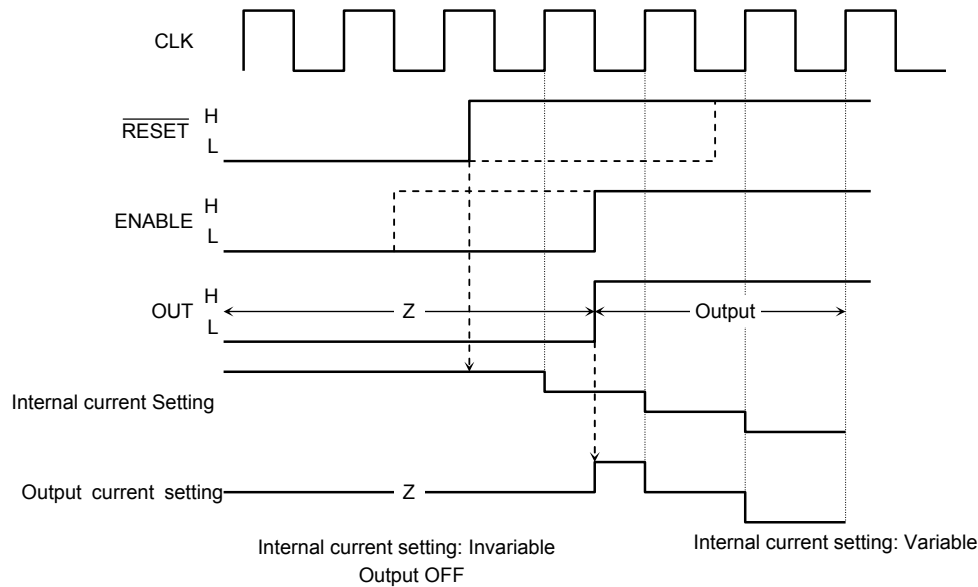 CLK
H
RESET
L
H
ENABLE
L
H
OUT
Z
Output
L
Internal current Setting
Output current setting
Z
Internal current setting: Invariable
Internal current setting: Variable
Output OFF